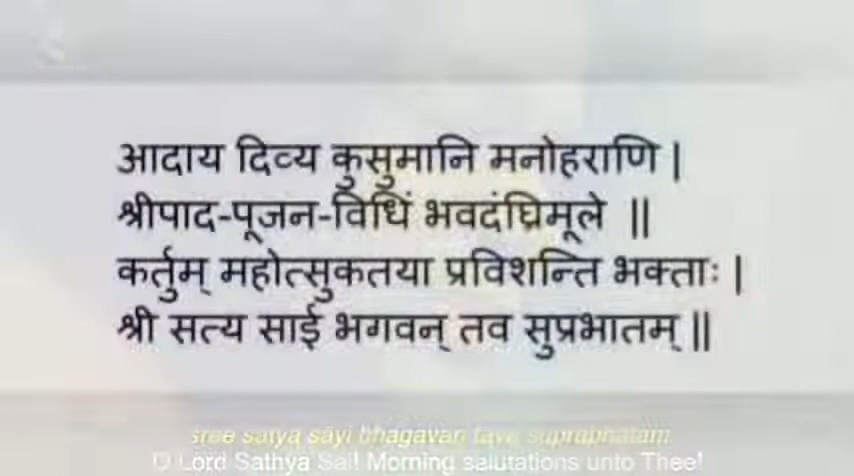 आदाय दिव्य कुसुमानि मनोहराणि |
श्रीपाद-पूजन-विधिं भवदंघ्रिमूले ||
कर्तुम् महोत्सुकतया प्रविशन्ति भक्ताः |
श्री सत्य साई भगवन् तव सुप्रभातम् ||
sree satya sayi bhagavan tava suprabhatam
O Lord Sathya Sai! Morning salutations unto Thee!